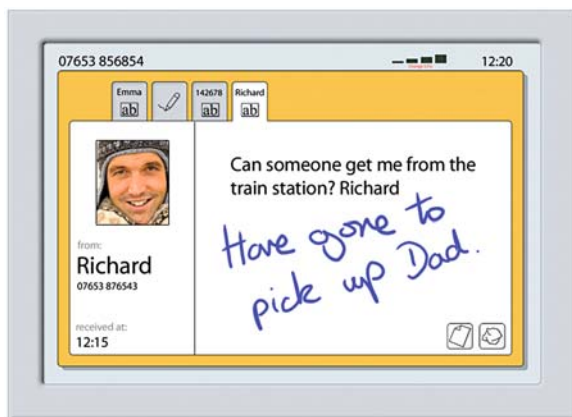 07653 856854
12:20
Emma
ab
142678
ab
Richard
ab
Can someone get me from the
train station? Richard
Have gone to
pick up Dad.
from:
Richard
07653 876543
received at:
12:15